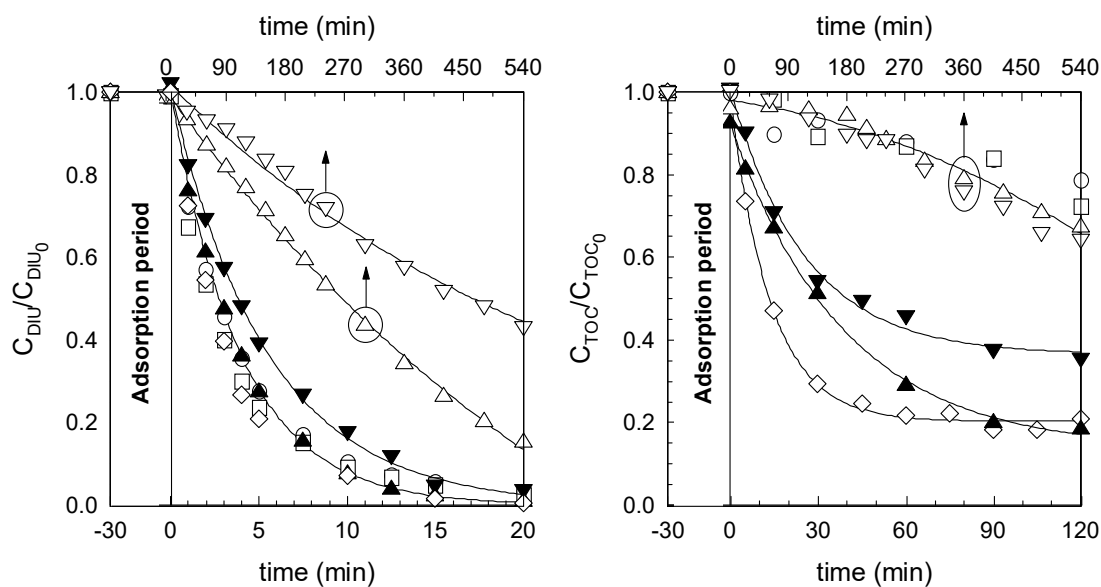 time (min)
0 90 180 270 360 450 540
1.0
0.8
0.6
0.4
0.2
0.0
C_DIU/C_DIU_0
Adsorption period
-30 0 5 10 15 20
time (min)
time (min)
0 90 180 270 360 450 540
1.0
0.8
0.6
0.4
0.2
0.0
C_TOC/C_TOC_0
Adsorption period
-30 0 30 60 90 120
time (min)